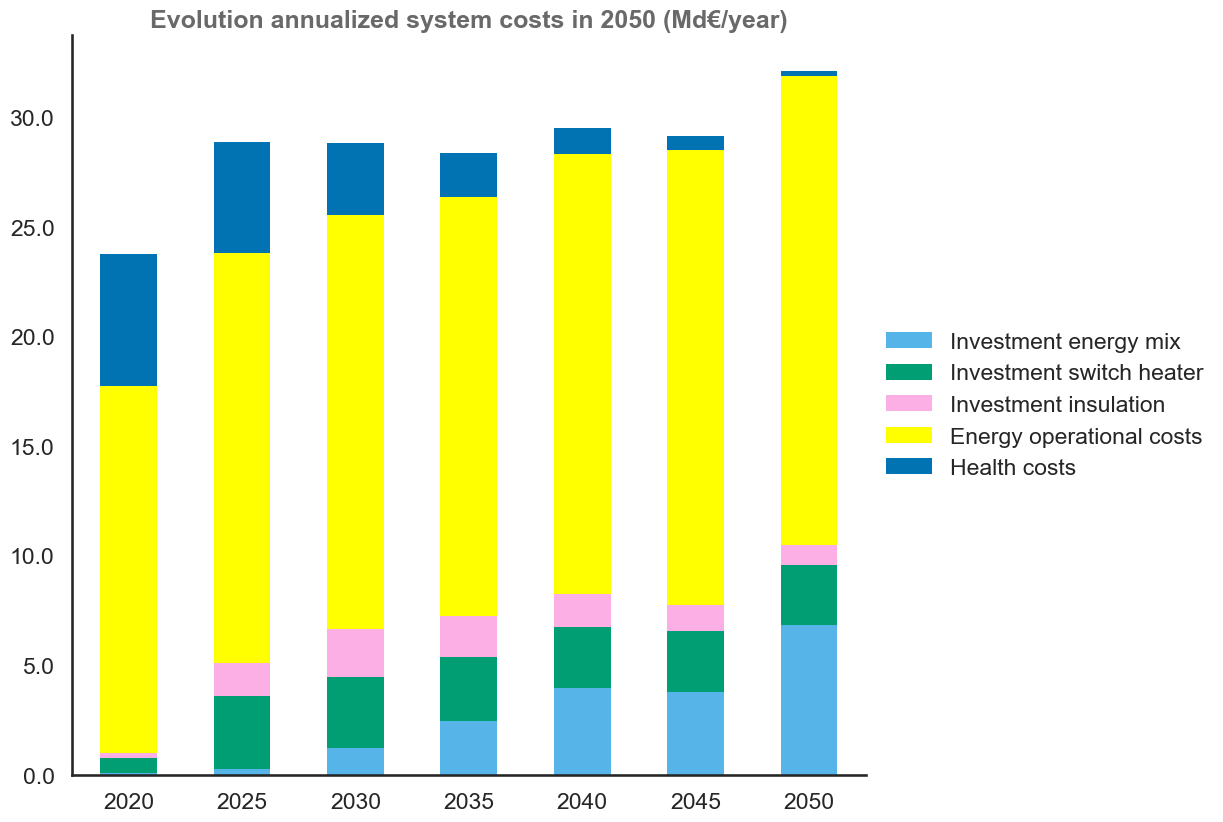 Evolution annualized system costs in 2050 (Md€/year)
30.0
25.0
20.0
15.0
10.0
5.0
0.0
2020 2025 2030 2035 2040 2045 2050
Investment energy mix
Investment switch heater
Investment insulation
Energy operational costs
Health costs